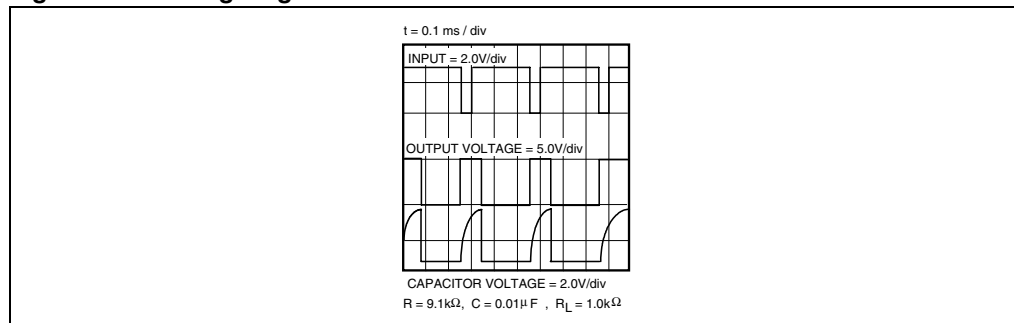 t = 0.1 ms / div
INPUT = 2.0V/div
OUTPUT VOLTAGE = 5.0V/div
CAPACITOR VOLTAGE = 2.0V/div
R = 9.1kΩ, C = 0.01μF , RL = 1.0kΩ